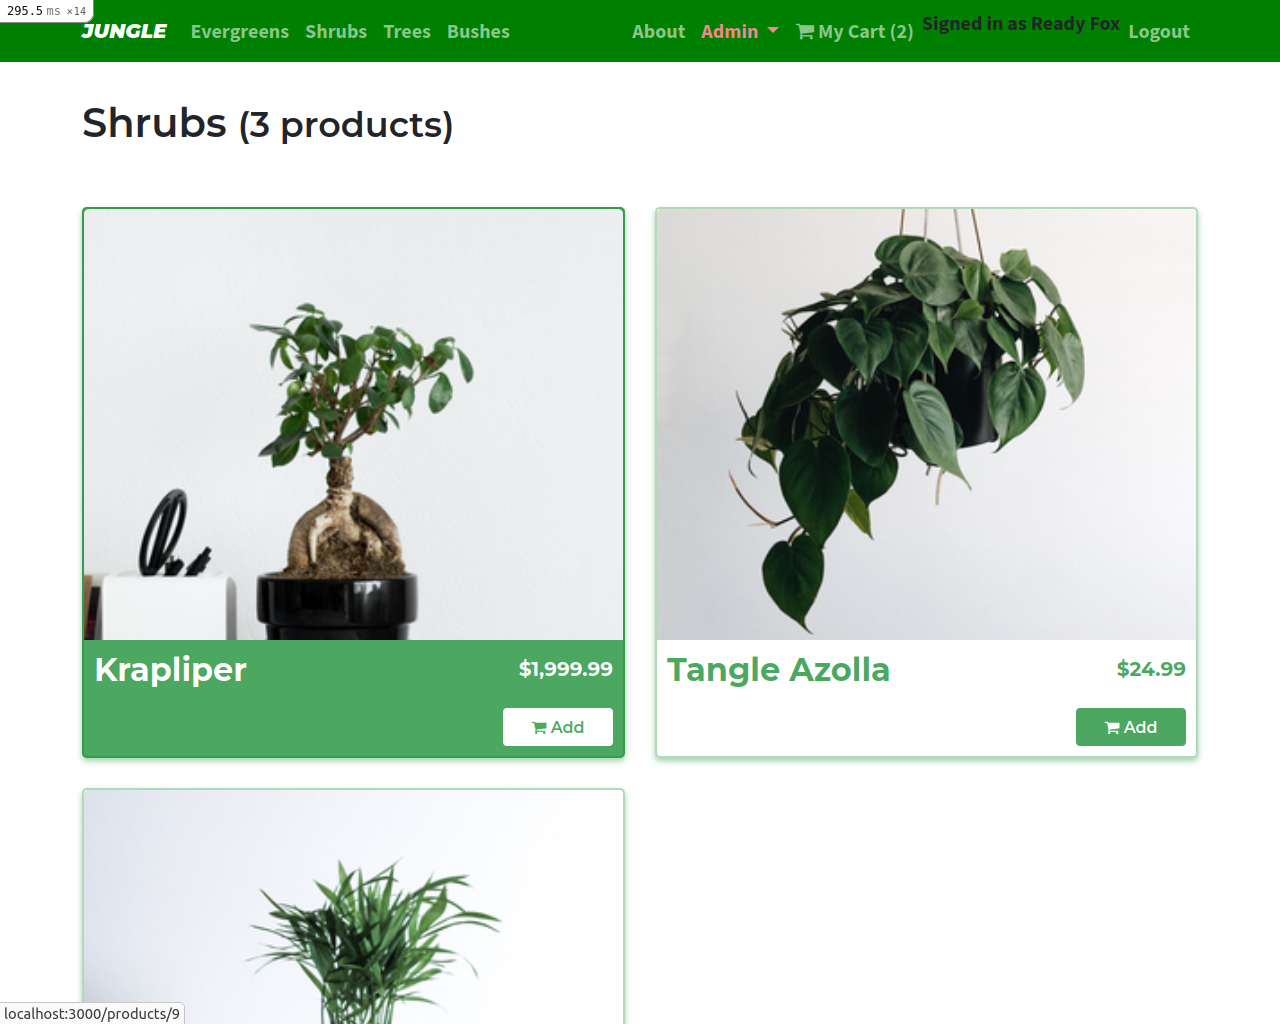 295.5 ms ×14
JUNGLE Evergreens Shrubs Trees Bushes About Admin My Cart (2) Signed in as Ready Fox Logout
Shrubs (3 products)
Krapliper $1,999.99
Add
Tangle Azolla $24.99
Add
localhost:3000/products/9